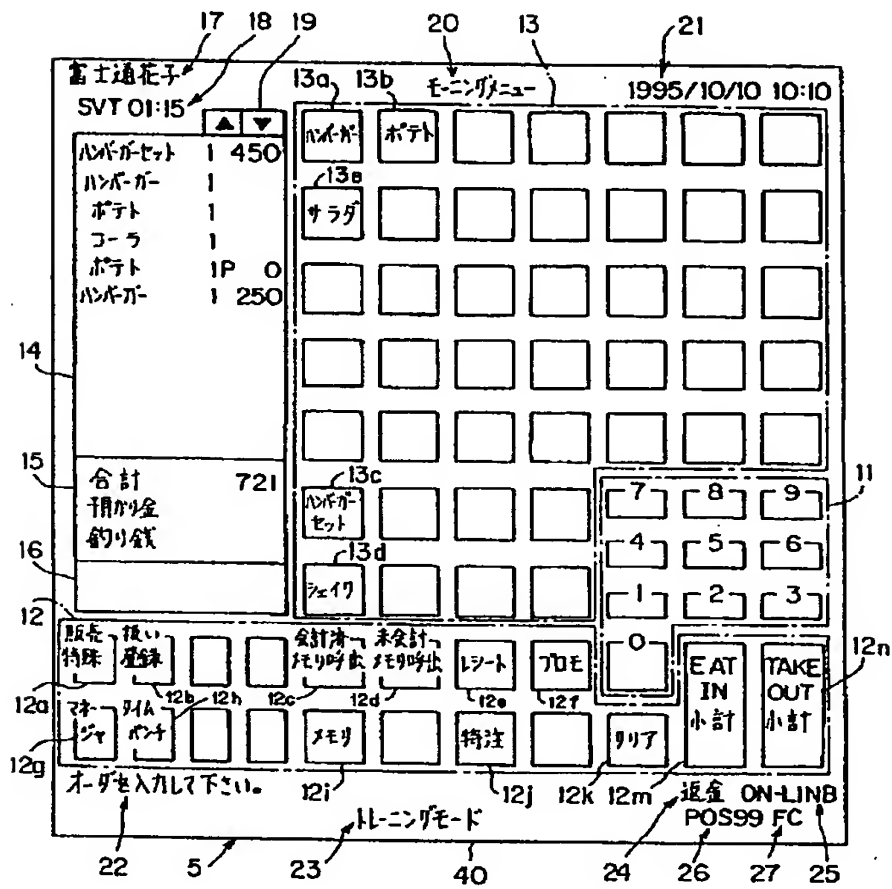 17 18 19 20 13 21
富士通花子 13a 13b モーニングメニュー 1995/10/10 10:10
SVT 01:15
▲ ▼
ハンバーガーセット 1 450
ハンバーガー 1
ポテト 1
コーラ 1
ポテト 1P 0
ハンバーガー 1 250
ハンバーガー ポテト
13e
サラダ
14
15
合計 721
預かり金
釣り銭
16
13c
ハンバーガーセット
13d
シェイク
11
7 8 9
4 5 6
1 2 3
0
12
販売特殊 扱い登録 会計済メモリ呼出 未会計メモリ呼出 レシート プロモ
EAT IN 小計
TAKE OUT 小計
12n
12a 12b 12h 12c 12d 12e 12f
マネージャ タイムパンチ メモリ 特注 クリア
12g 12i 12j 12k 12m
オーダを入力して下さい。
返金 ON-LINB
トレーニングモード
POS99 FC
22 5 23 40 24 26 27 25